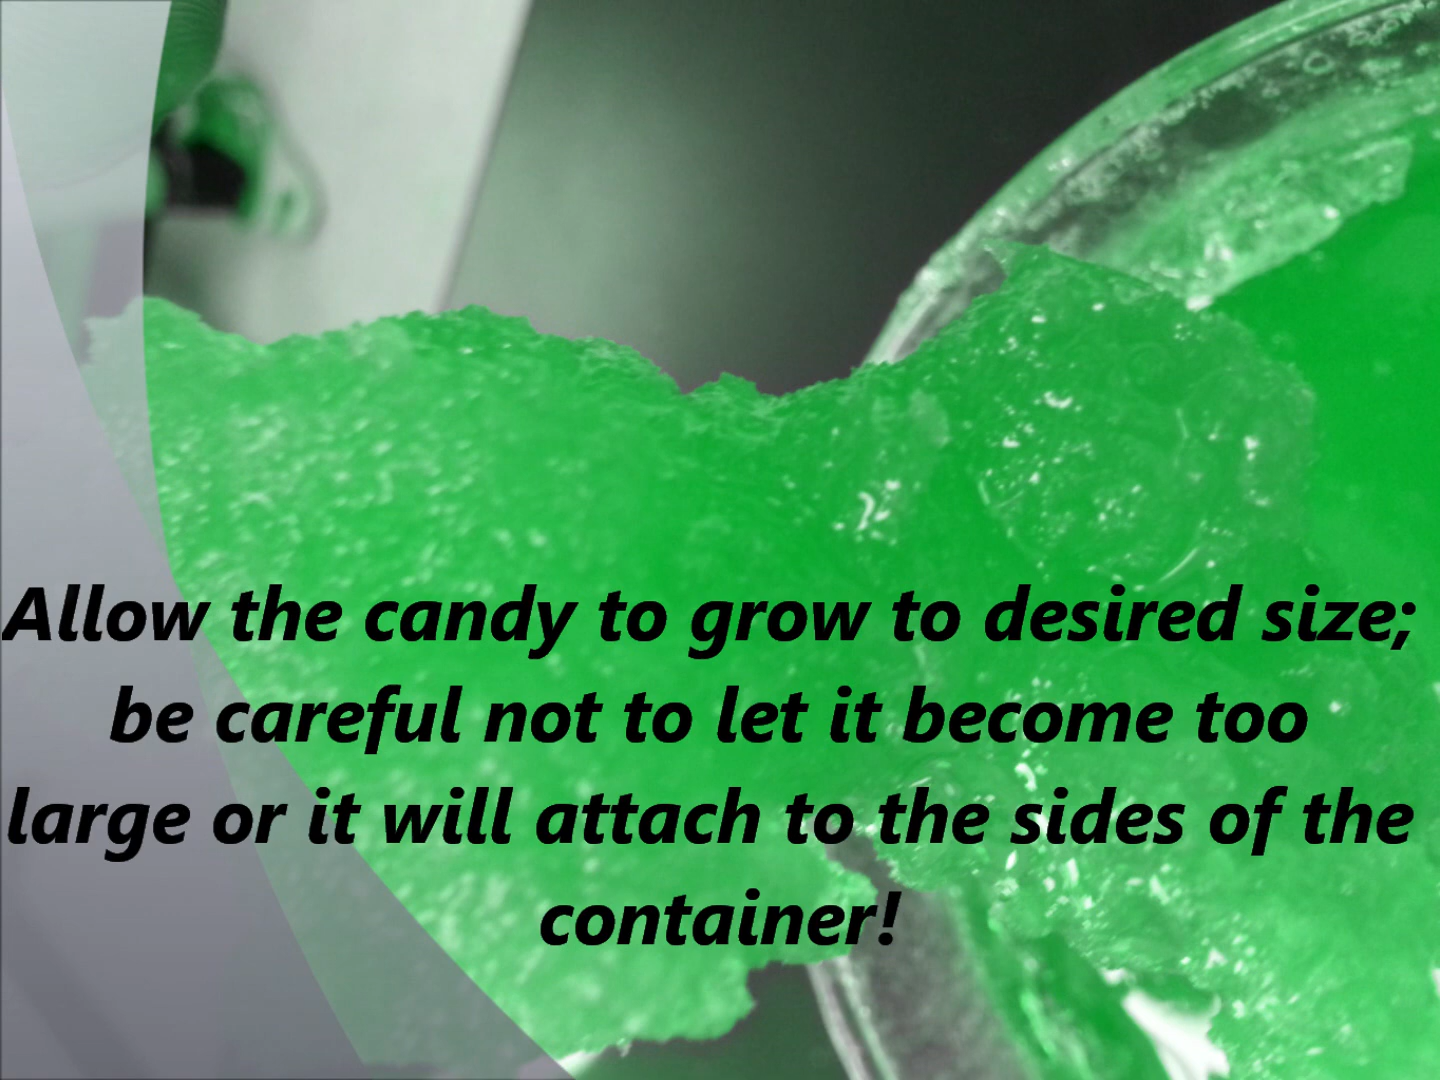 Allow the candy to grow to desired size;
be careful not to let it become too
large or it will attach to the sides of the
container!